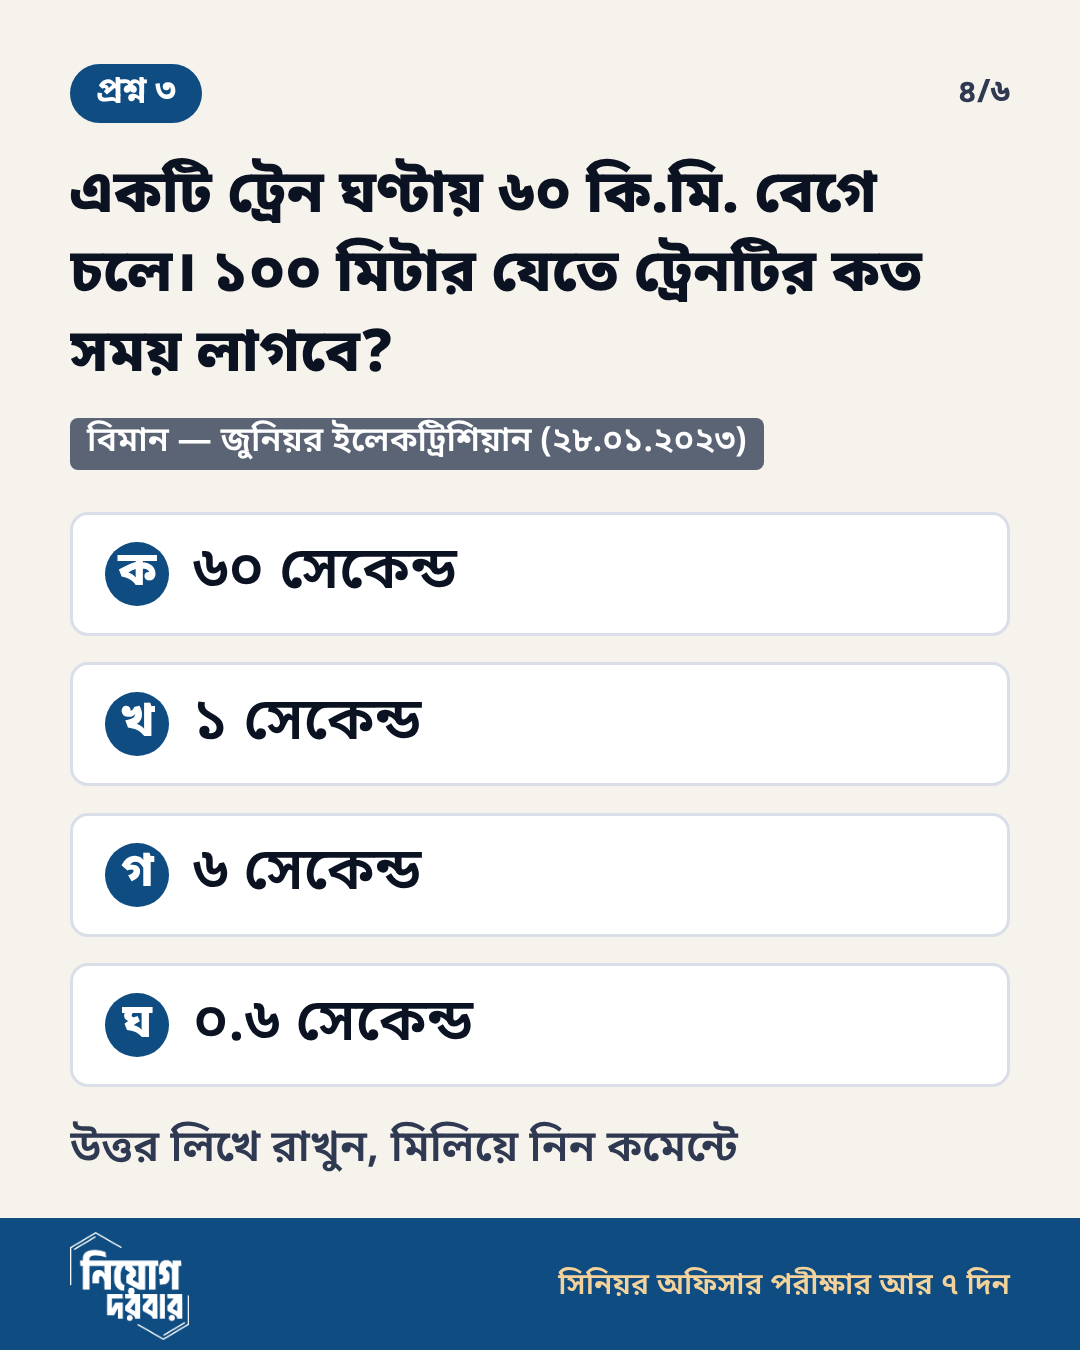 প্রশ্ন ৩
৪/৬
একটি ট্রেন ঘণ্টায় ৬০ কি.মি. বেগে
চলে। ১০০ মিটার যেতে ট্রেনটির কত
সময় লাগবে?
বিমান — জুনিয়র ইলেকট্রিশিয়ান (২৮.০১.২০২৩)
ক ৬০ সেকেন্ড
খ ১ সেকেন্ড
গ ৬ সেকেন্ড
ঘ ০.৬ সেকেন্ড
উত্তর লিখে রাখুন, মিলিয়ে নিন কমেন্টে
নিয়োগ
দরবার
সিনিয়র অফিসার পরীক্ষার আর ৭ দিন